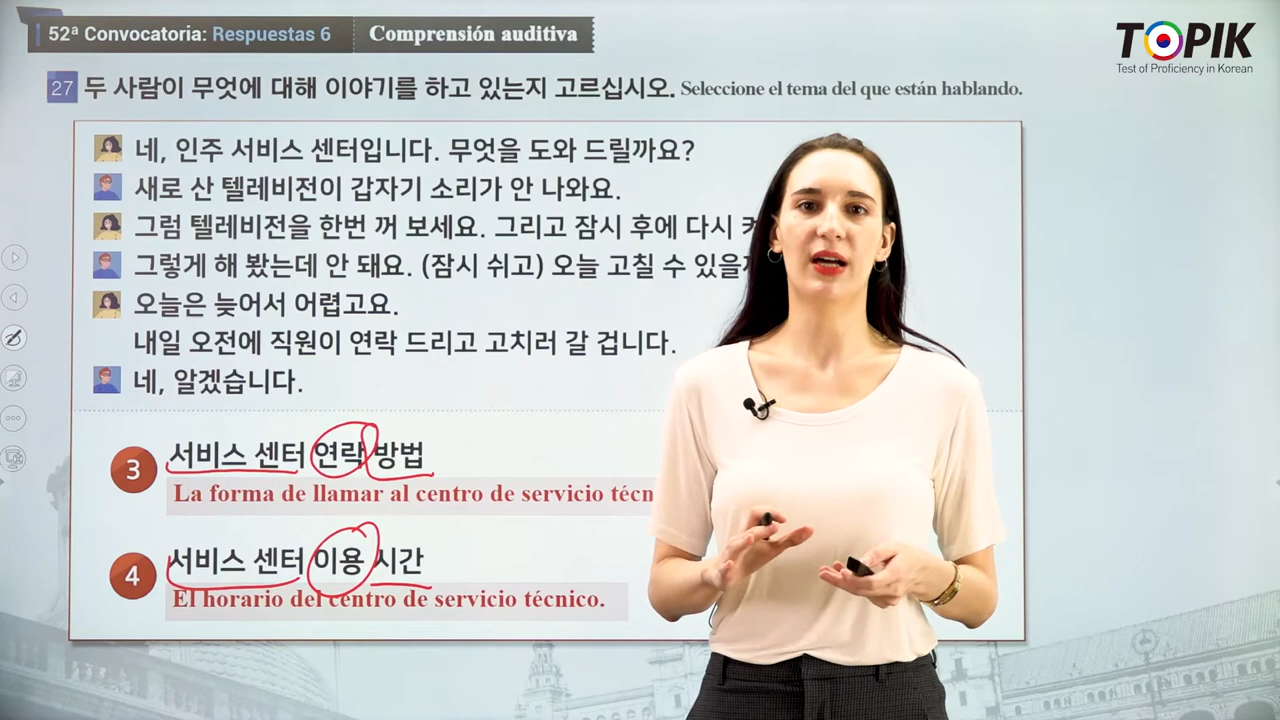 52ª Convocatoria: Respuestas 6 Comprensión auditiva
TOPIK
Test of Proficiency in Korean
27 두 사람이 무엇에 대해 이야기를 하고 있는지 고르십시오. Seleccione el tema del que están hablando.
네, 인주 서비스 센터입니다. 무엇을 도와 드릴까요?
새로 산 텔레비전이 갑자기 소리가 안 나와요.
그럼 텔레비전을 한번 꺼 보세요. 그리고 잠시 후에 다시
그렇게 해 봤는데 안 돼요. (잠시 쉬고) 오늘 고칠 수
오늘은 늦어서 어렵고요.
내일 오전에 직원이 연락 드리고 고치러 갈 겁니다.
네, 알겠습니다.
3 서비스 센터 연락 방법
La forma de llamar al centro de servicio
4 서비스 센터 이용 시간
El horario del centro de servicio técnico.